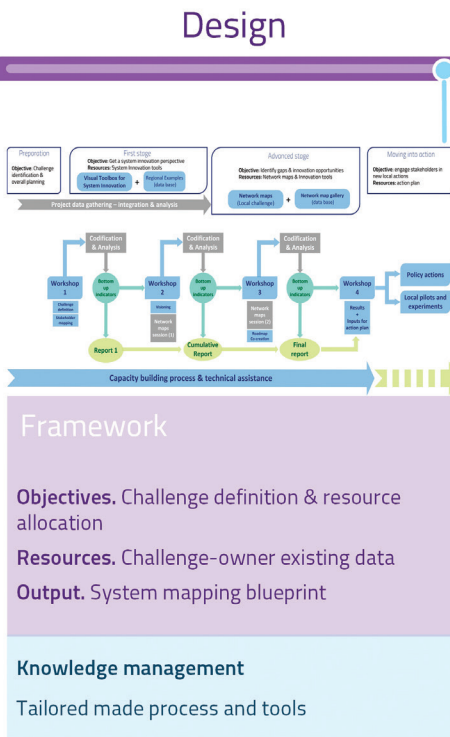 Design
Preparation
Objective: Challenge
identification &
overall planning
First stage
Objective: Get a system innovation perspective
Resources: System Innovation tools
Visual Toolbox for
System Innovation
+
Regional Examples
(data base)
Advanced stage
Objective: Identify gaps & innovation opportunities
Resources: Network maps & Innovation tools
Network maps
(Local challenge)
+
Network map gallery
(data base)
Moving into action
Objective: engage stakeholders in
new local actions
Resources: action plan
Project data gathering – integration & analysis
Codification
& Analysis
Codification
& Analysis
Codification
& Analysis
Workshop
1
Challenge
definition
Stakeholder
mapping
Bottom
up
indicators
Workshop
2
Visioning
Network
maps
session (1)
Bottom
up
indicators
Workshop
3
Network
maps
session (2)
Roadmap
Co-creation
Bottom
up
indicators
Workshop
4
Results
+
Inputs for
action plan
Policy actions
Local pilots and
experiments
Report 1
Cumulative
Report
Final
report
Capacity building process & technical assistance
Framework
Objectives. Challenge definition & resource
allocation
Resources. Challenge-owner existing data
Output. System mapping blueprint
Knowledge management
Tailored made process and tools